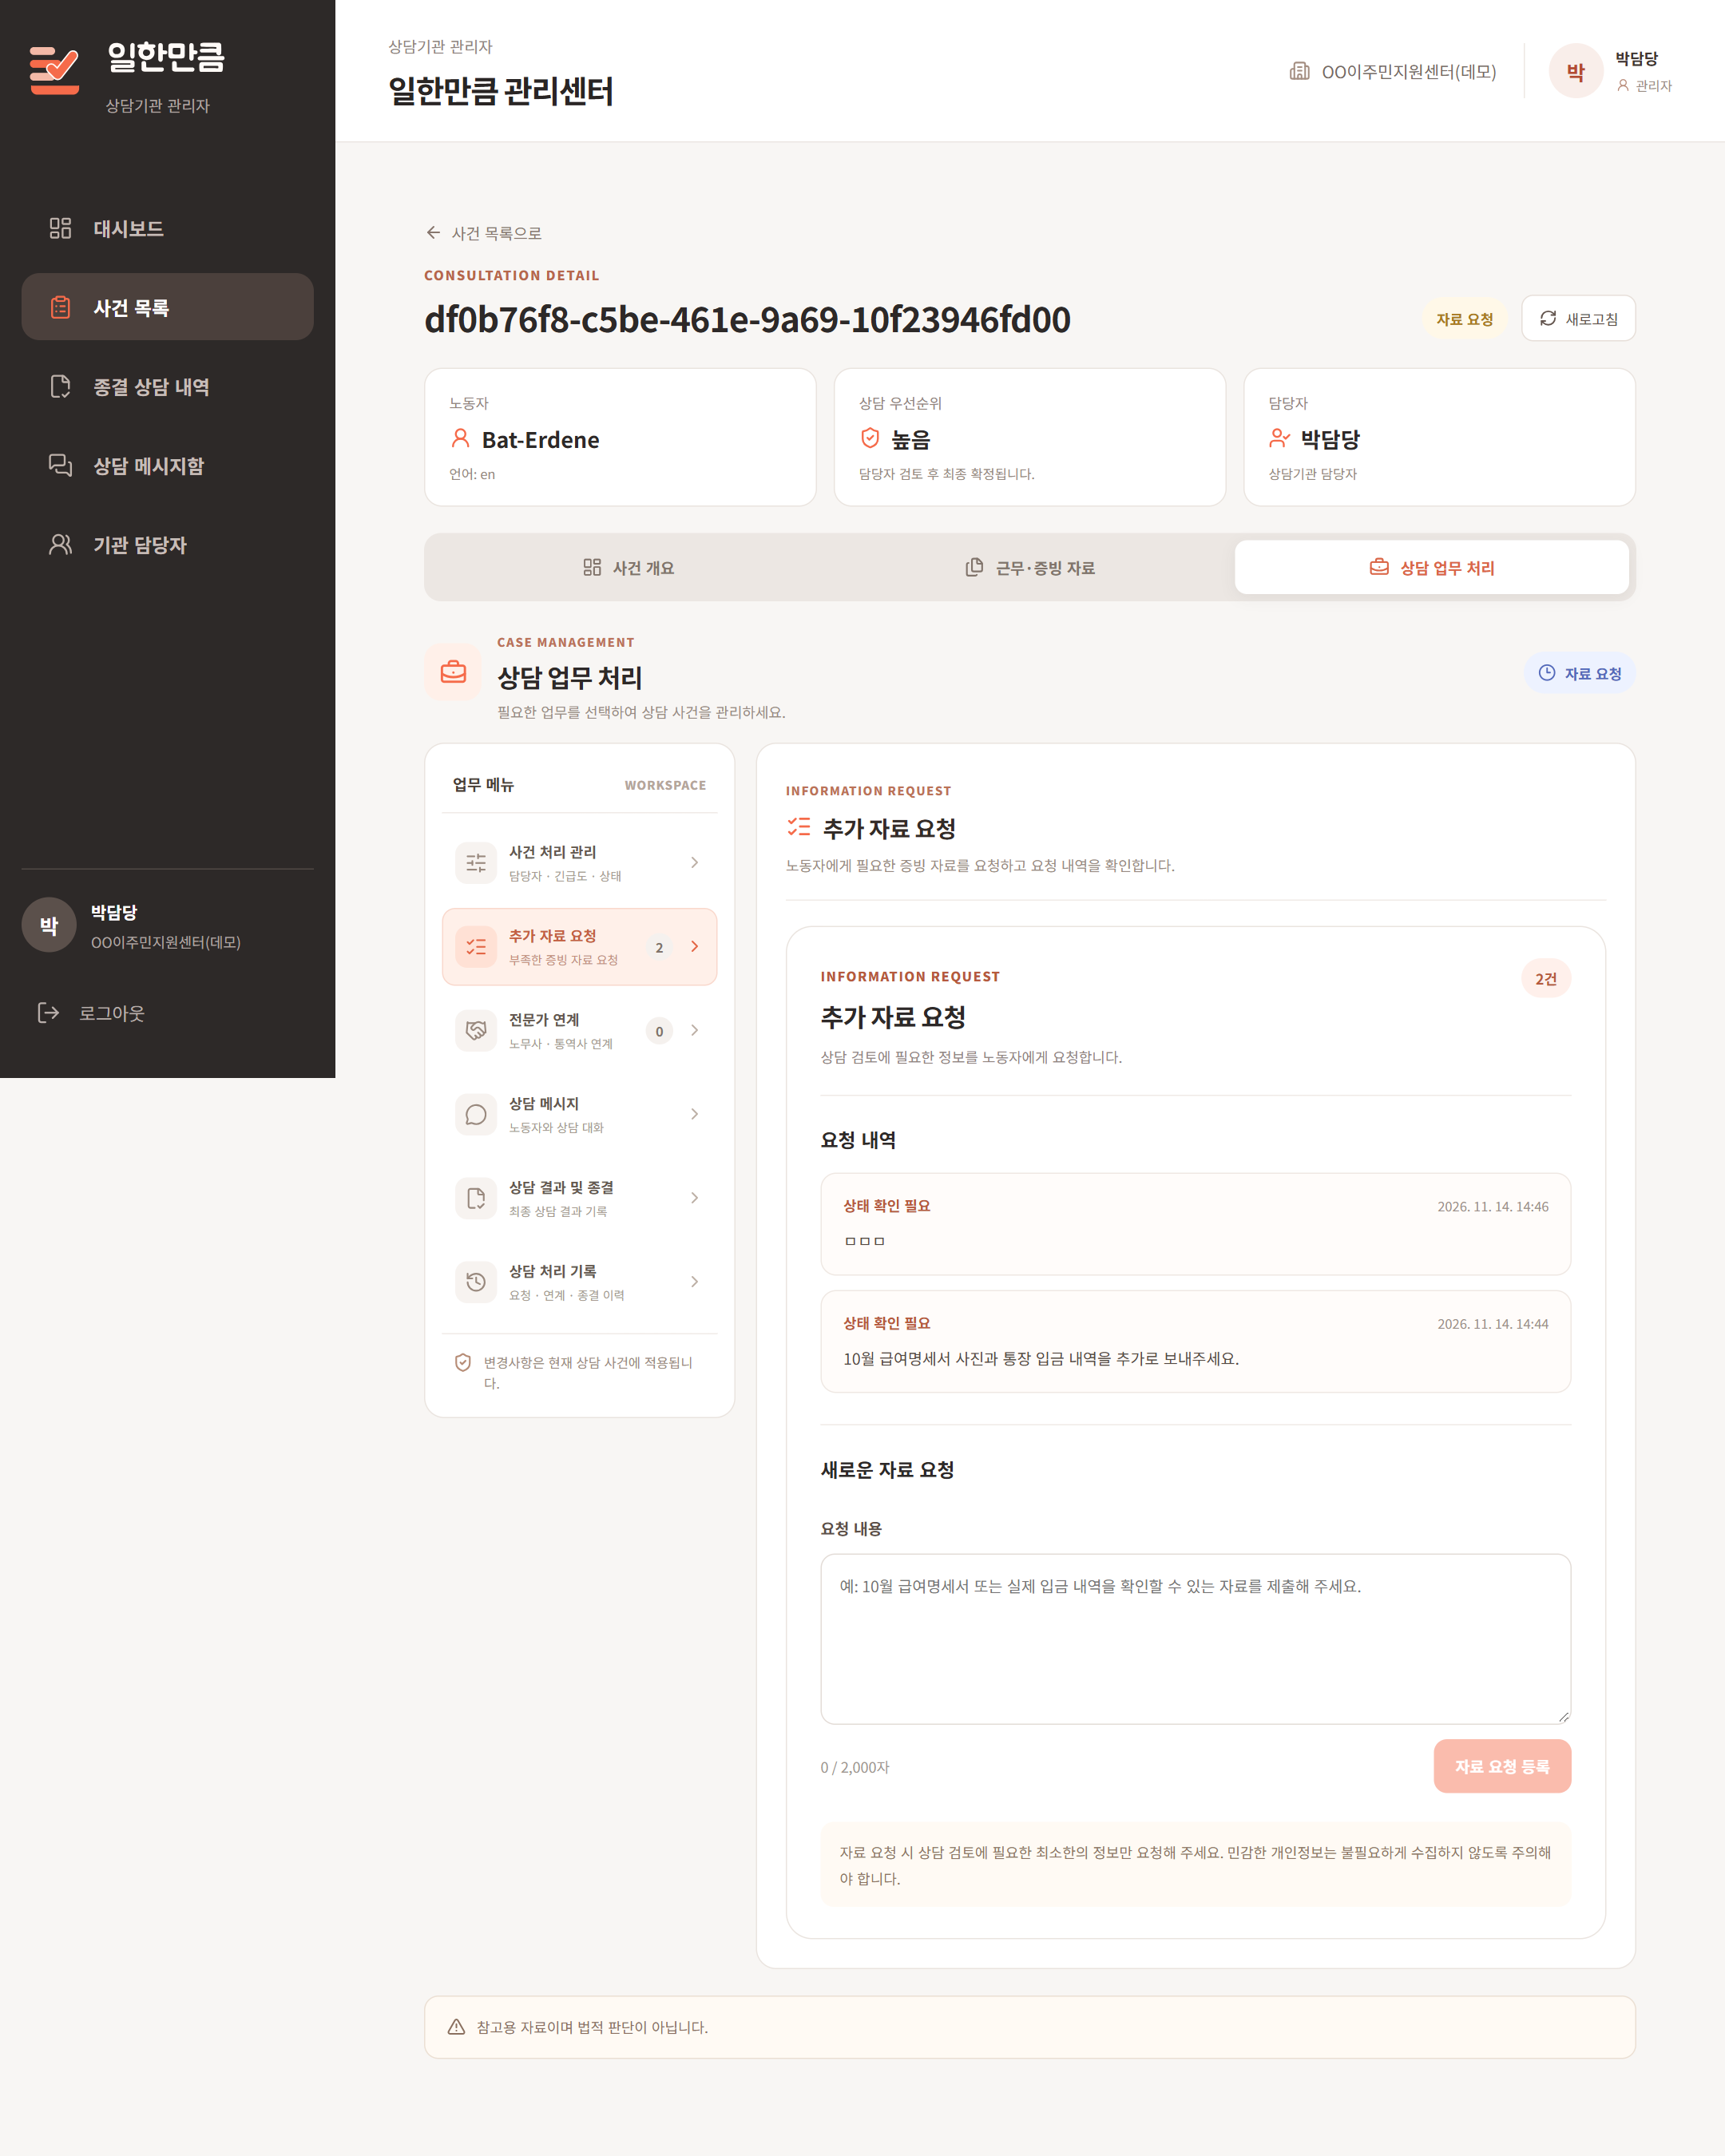 일한만큼
상담기관 관리자
대시보드
사건 목록
종결 상담 내역
상담 메시지함
기관 담당자
박
박담당
OO이주민지원센터(데모)
로그아웃
상담기관 관리자
일한만큼 관리센터
OO이주민지원센터(데모)
박
박담당
관리자
사건 목록으로
CONSULTATION DETAIL
df0b76f8-c5be-461e-9a69-10f23946fd00
자료 요청
새로고침
노동자
Bat-Erdene
언어: en
상담 우선순위
높음
담당자 검토 후 최종 확정됩니다.
담당자
박담당
상담기관 담당자
사건 개요
근무·증빙 자료
상담 업무 처리
CASE MANAGEMENT
상담 업무 처리
필요한 업무를 선택하여 상담 사건을 관리하세요.
자료 요청
업무 메뉴
WORKSPACE
사건 처리 관리
담당자 · 긴급도 · 상태
추가 자료 요청
부족한 증빙 자료 요청
2
전문가 연계
노무사 · 통역사 연계
0
상담 메시지
노동자와 상담 대화
상담 결과 및 종결
최종 상담 결과 기록
상담 처리 기록
요청 · 연계 · 종결 이력
변경사항은 현재 상담 사건에 적용됩니
다.
INFORMATION REQUEST
추가 자료 요청
노동자에게 필요한 증빙 자료를 요청하고 요청 내역을 확인합니다.
INFORMATION REQUEST
2건
추가 자료 요청
상담 검토에 필요한 정보를 노동자에게 요청합니다.
요청 내역
상태 확인 필요
2026. 11. 14. 14:46
ㅁㅁㅁ
상태 확인 필요
2026. 11. 14. 14:44
10월 급여명세서 사진과 통장 입금 내역을 추가로 보내주세요.
새로운 자료 요청
요청 내용
예: 10월 급여명세서 또는 실제 입금 내역을 확인할 수 있는 자료를 제출해 주세요.
0 / 2,000자
자료 요청 등록
자료 요청 시 상담 검토에 필요한 최소한의 정보만 요청해 주세요. 민감한 개인정보는 불필요하게 수집하지 않도록 주의해
야 합니다.
참고용 자료이며 법적 판단이 아닙니다.